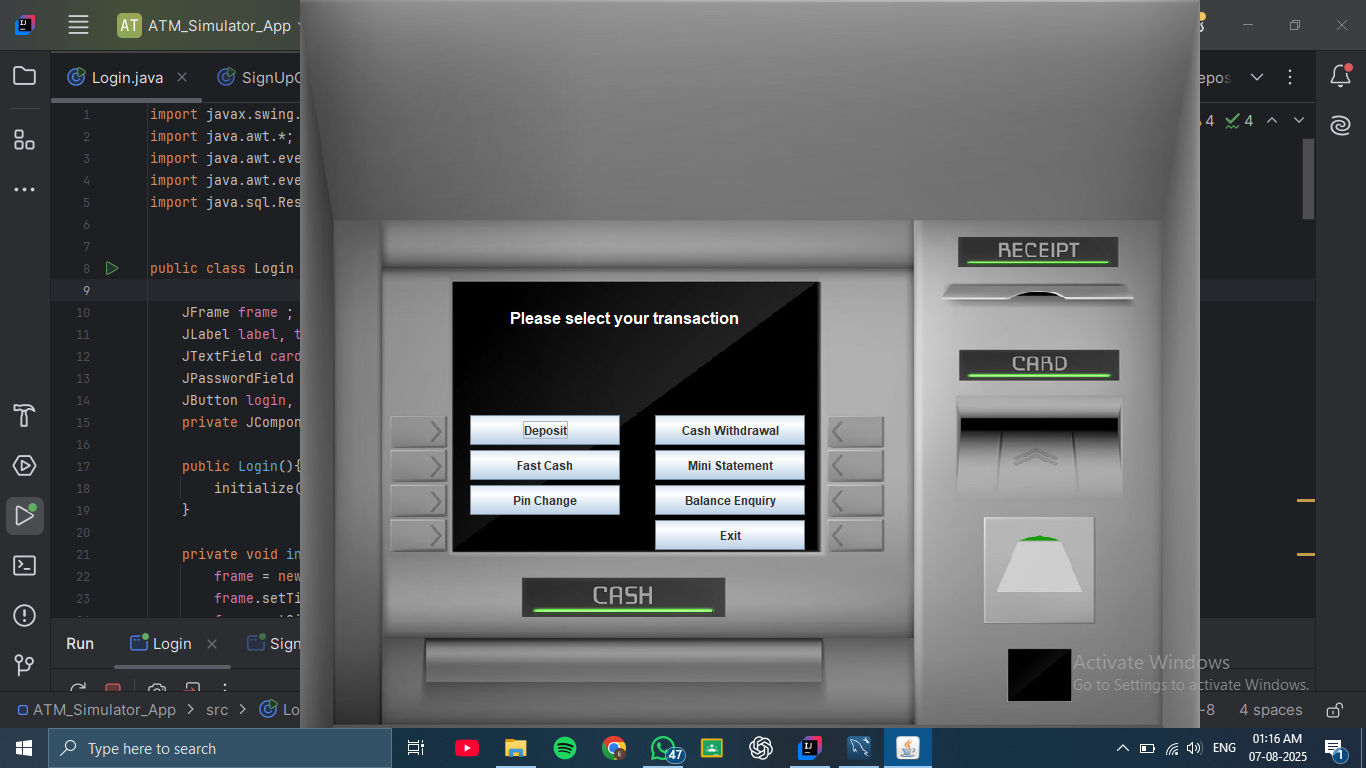 AT ATM_Simulator_App
Login.java
SignUp
epos
1 import javax.swing.
2 import java.awt.*;
3 import java.awt.eve
4 import java.awt.eve
5 import java.sql.Res
6
7
8 public class Login
9
10 JFrame frame ;
11 JLabel label, t
12 JTextField card
13 JPasswordField
14 JButton login,
15 private JCompon
16
17 public Login(){
18 initialize(
19 }
20
21 private void in
22 frame = new
23 frame.setTi
4 4
RECEIPT
Please select your transaction
CARD
Deposit
Cash Withdrawal
Fast Cash
Mini Statement
Pin Change
Balance Enquiry
Exit
CASH
Run
Login
Sign
Activate Windows
Go to Settings to activate Windows.
ATM_Simulator_App > src > Lo
-8
4 spaces
Type here to search
47
ENG
01:16 AM
07-08-2025
1